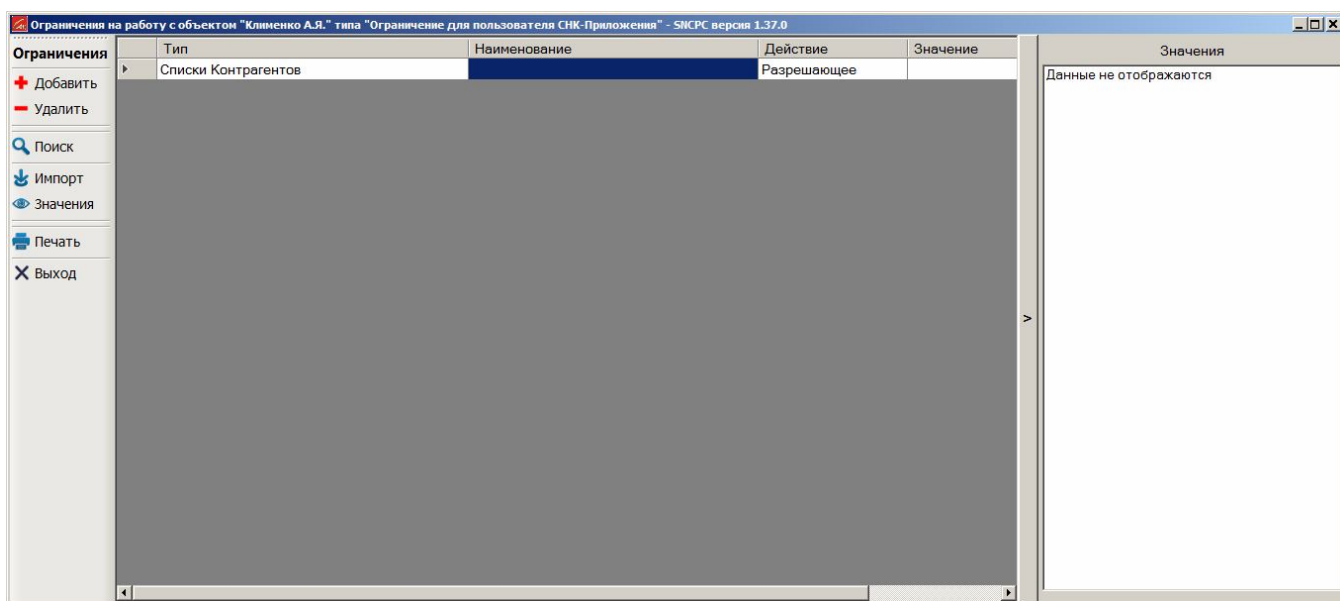 Ограничения на работу с объектом "Клименко А.Я." типа "Ограничение для пользователя СНК-Приложения" - SNCPC версия 1.37.0
Ограничения
Добавить
Удалить
Поиск
Импорт
Значения
Печать
Выход
Тип Наименование Действие Значение
Списки Контрагентов Разрешающее
>
Значения
Данные не отображаются